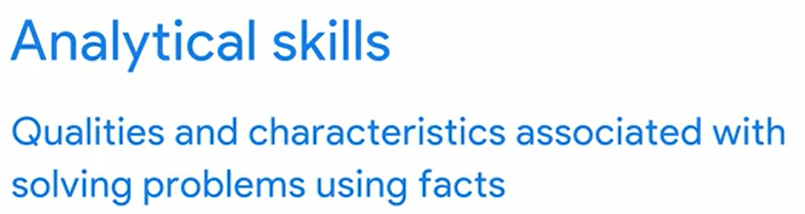 Analytical skills
Qualities and characteristics associated with
solving problems using facts